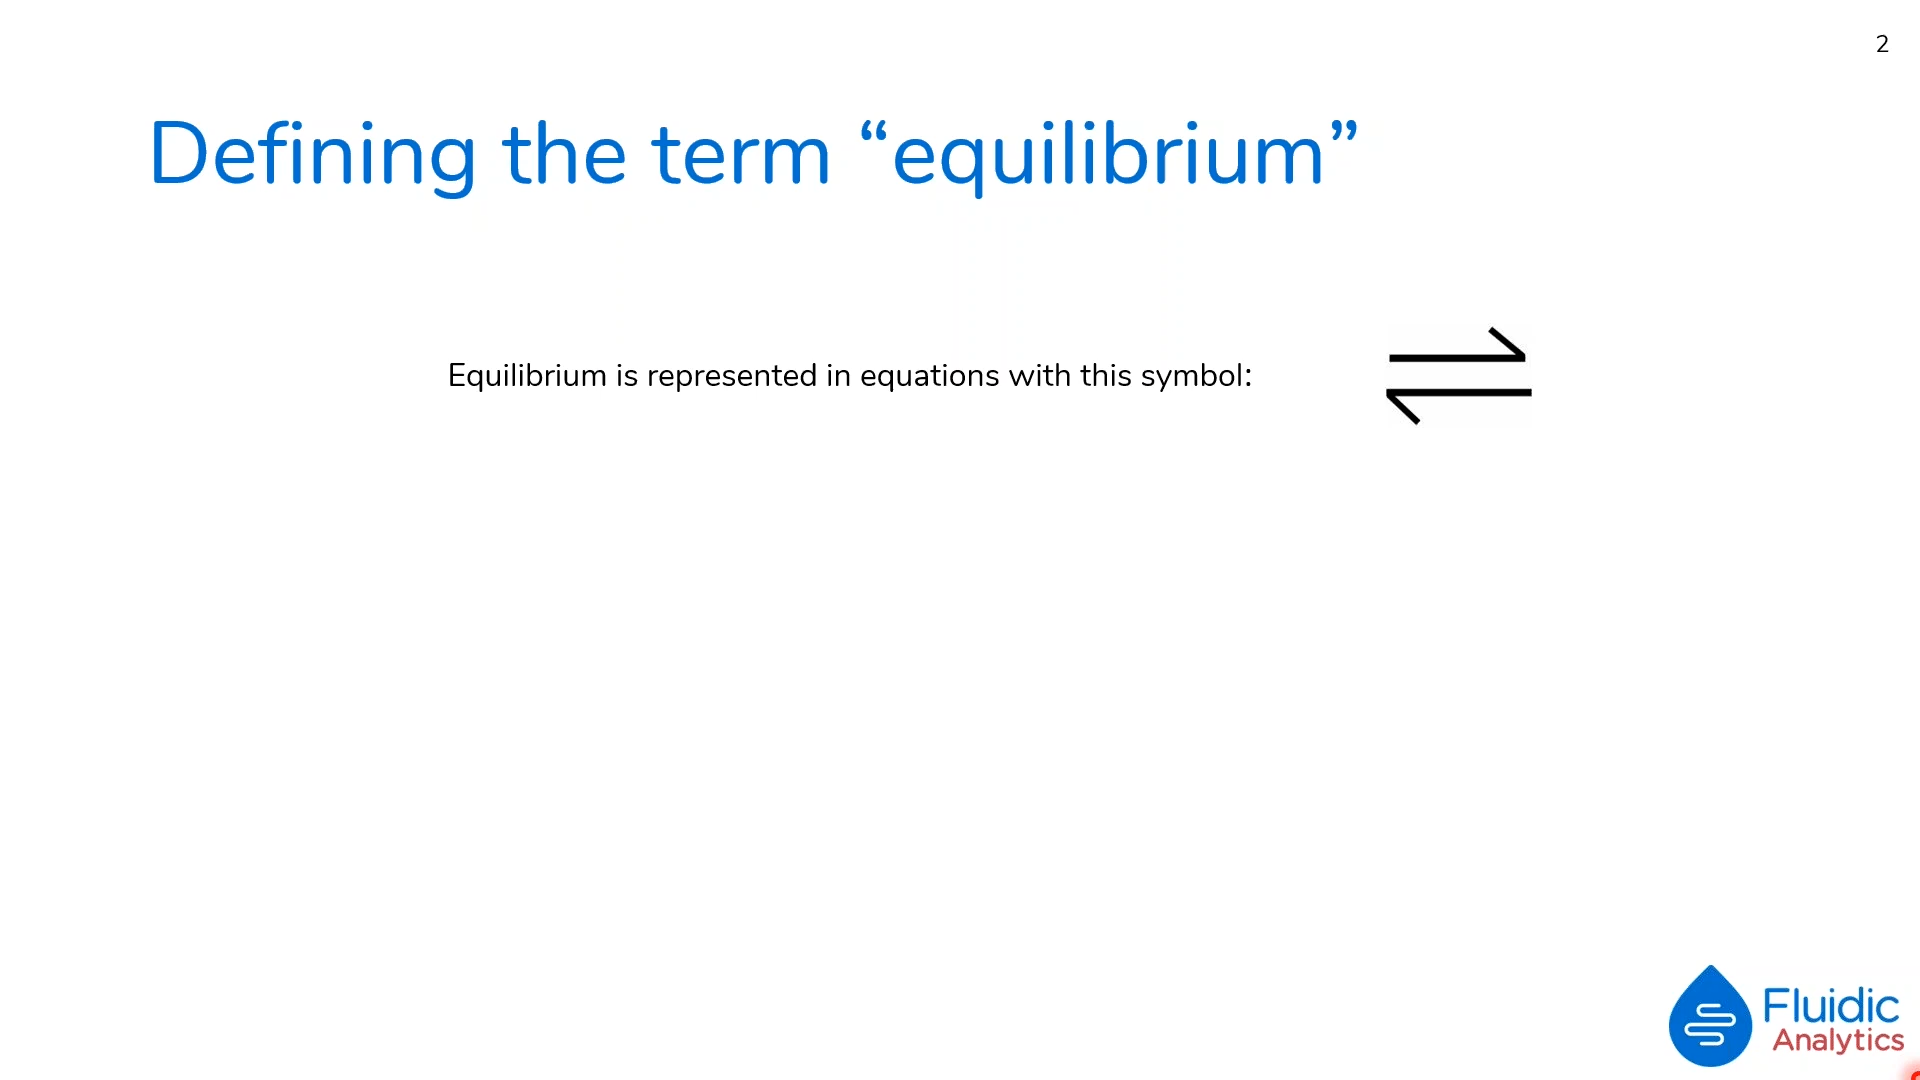 2
Defining the term “equilibrium”
Equilibrium is represented in equations with this symbol:
Fluidic
Analytics